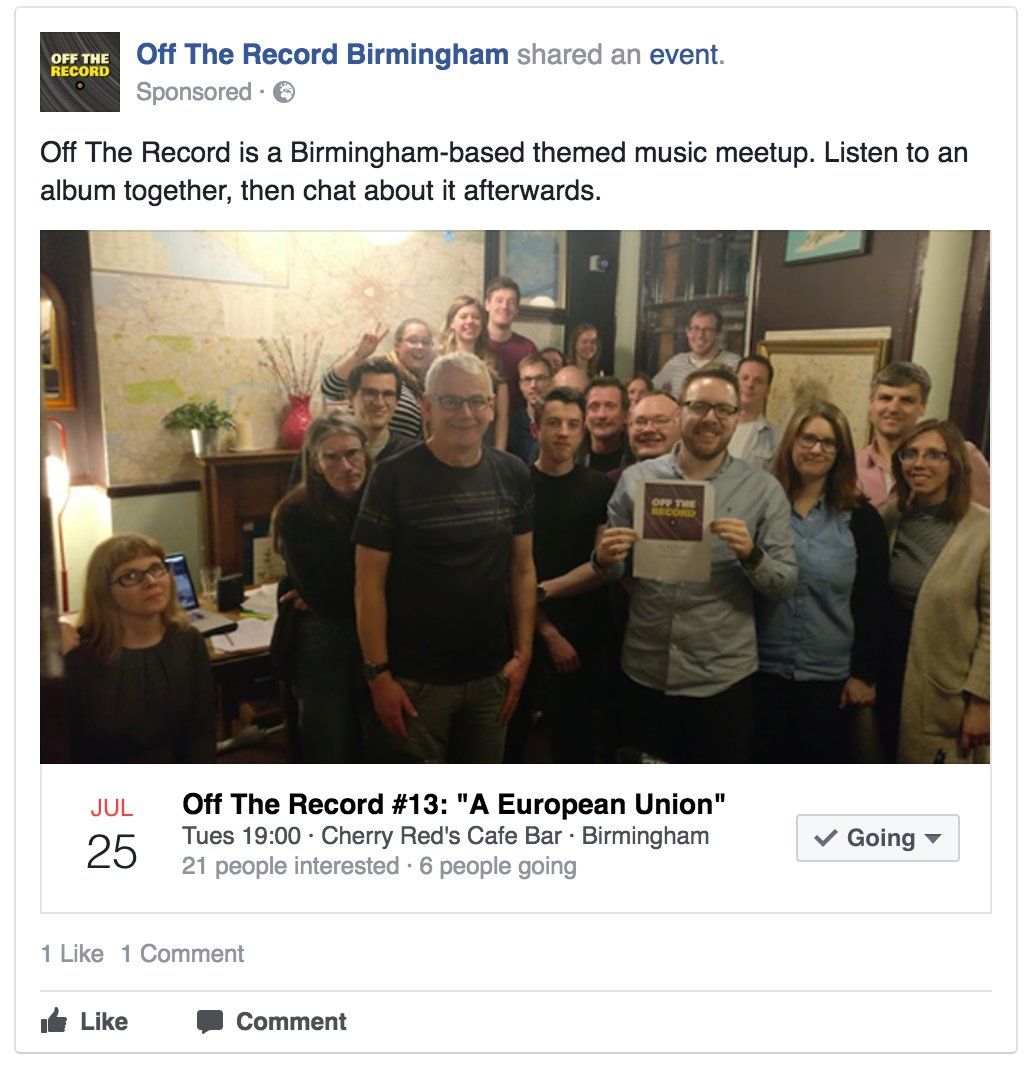 OFF THE
RECORD
Off The Record Birmingham shared an event.
Sponsored ·
Off The Record is a Birmingham-based themed music meetup. Listen to an
album together, then chat about it afterwards.
OFF THE
RECORD
JUL
25
Off The Record #13: "A European Union"
Tues 19:00 · Cherry Red's Cafe Bar · Birmingham
21 people interested · 6 people going
Going
1 Like 1 Comment
Like Comment